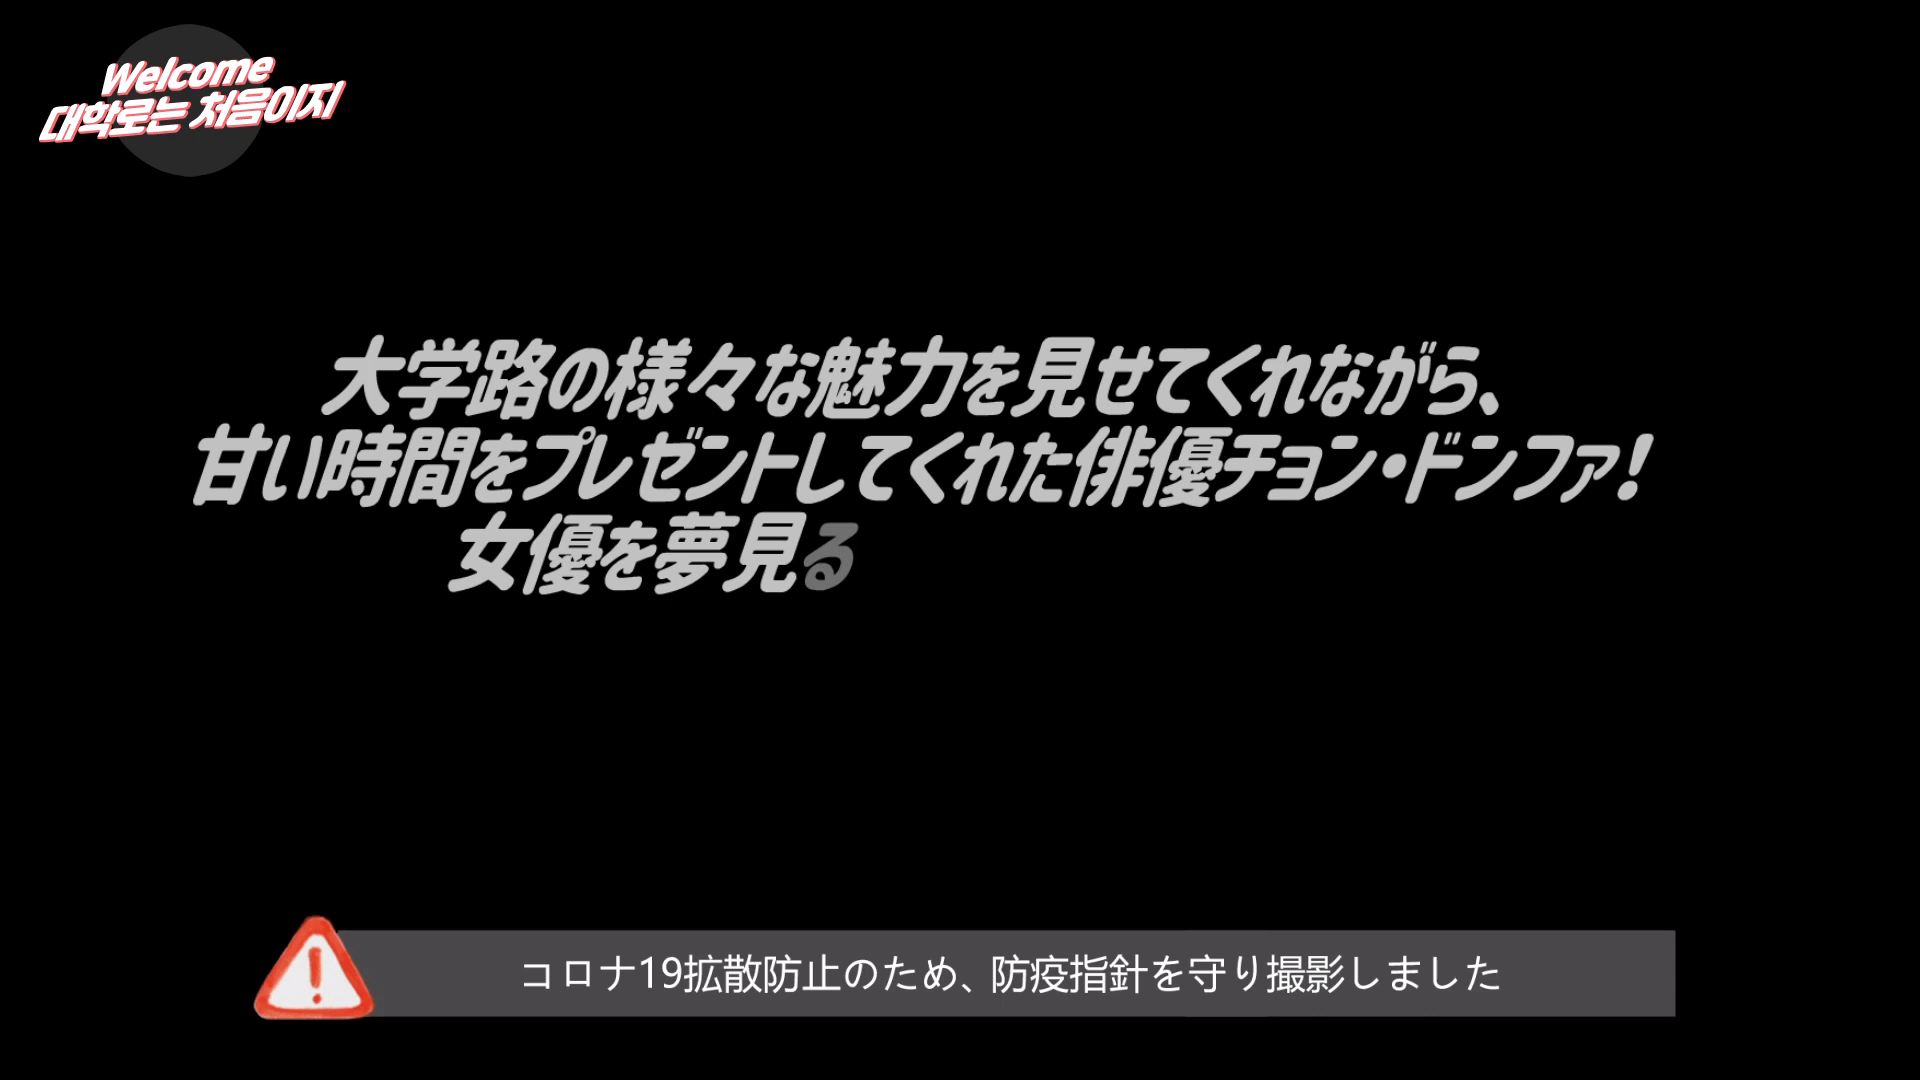 Welcome
대학로는 처음이지
大学路の様々な魅力を見せてくれながら、
甘い時間をプレゼントしてくれた俳優チョン・ドンファ!
女優を夢見る
コロナ19拡散防止のため、防疫指針を守り撮影しました